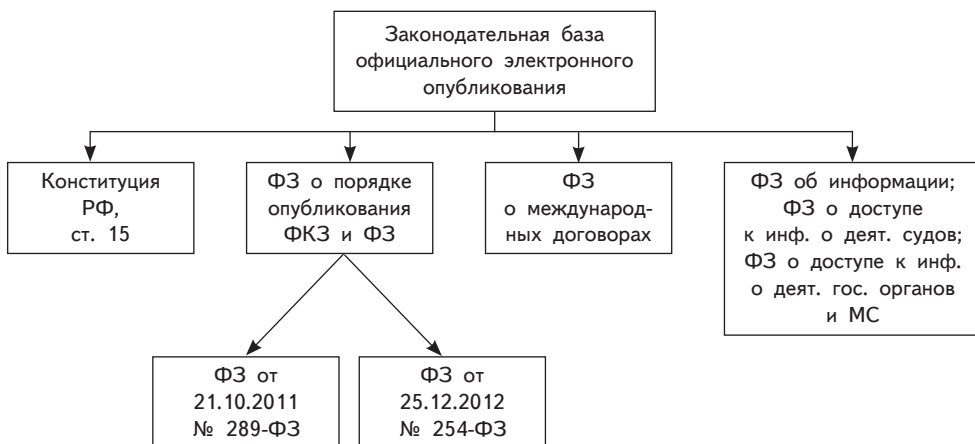 Законодательная база
официального электронного
опубликования
Конституция
РФ,
ст. 15
ФЗ о порядке
опубликования
ФКЗ и ФЗ
ФЗ
о международ-
ных договорах
ФЗ об информации;
ФЗ о доступе
к инф. о деят. судов;
ФЗ о доступе к инф.
о деят. гос. органов
и МС
ФЗ от
21.10.2011
№ 289-ФЗ
ФЗ от
25.12.2012
№ 254-ФЗ